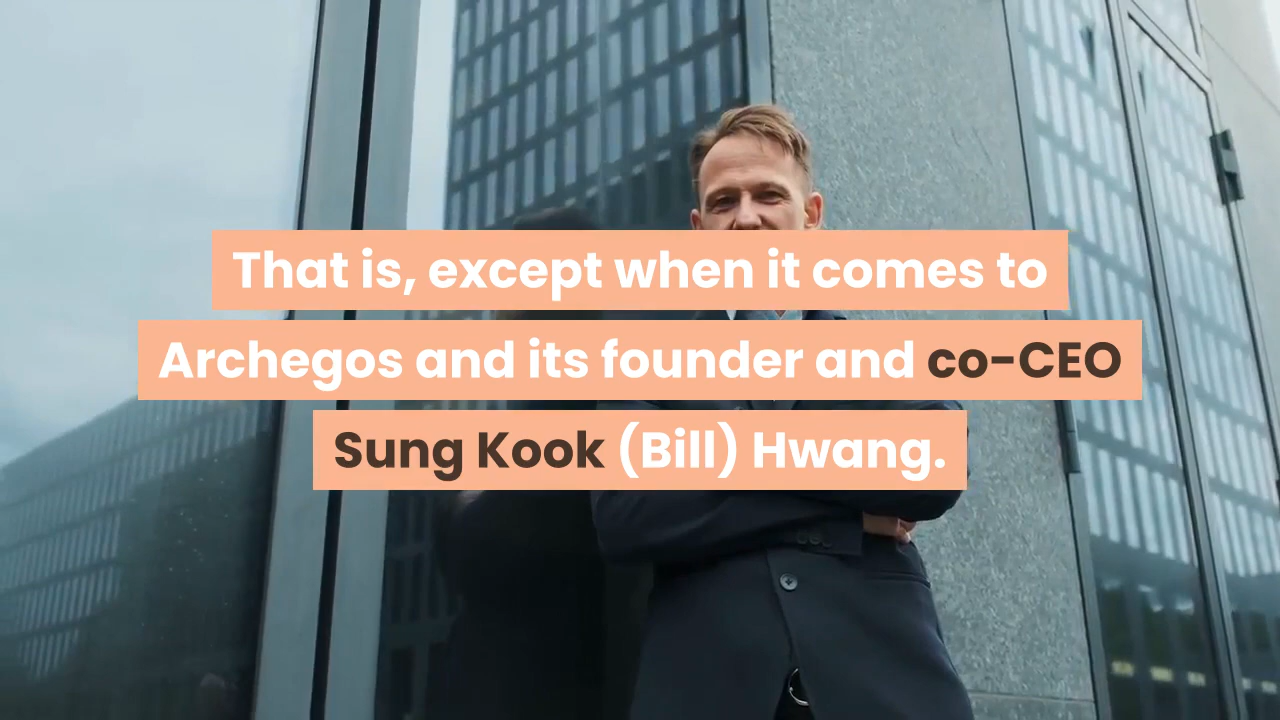 That is, except when it comes to
Archegos and its founder and co-CEO
Sung Kook (Bill) Hwang.